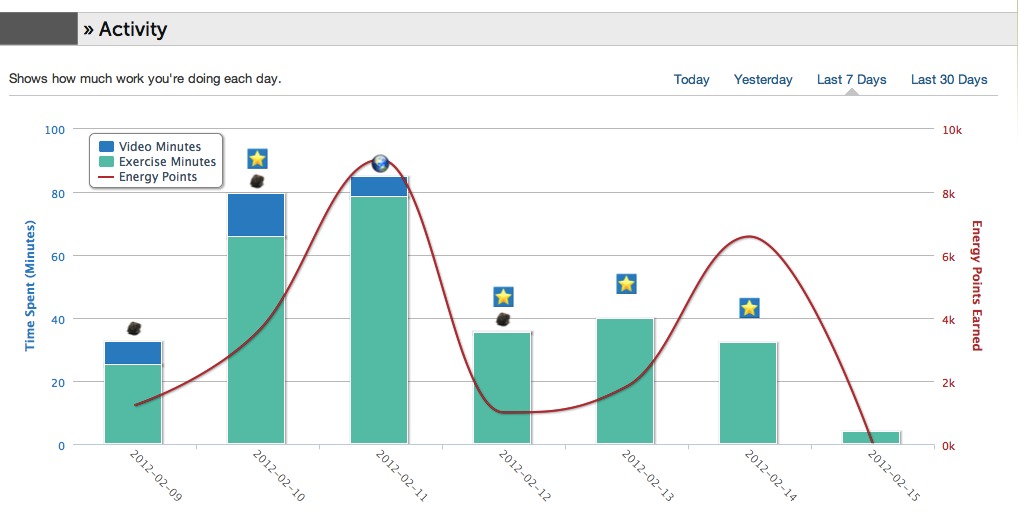 » Activity
Shows how much work you're doing each day.
Today Yesterday Last 7 Days Last 30 Days
Video Minutes
Exercise Minutes
Energy Points
Time Spent (Minutes)
100
80
60
40
20
0
10k
8k
6k
4k
2k
0k
Energy Points Earned
2012-02-09
2012-02-10
2012-02-11
2012-02-12
2012-02-13
2012-02-14
2012-02-15